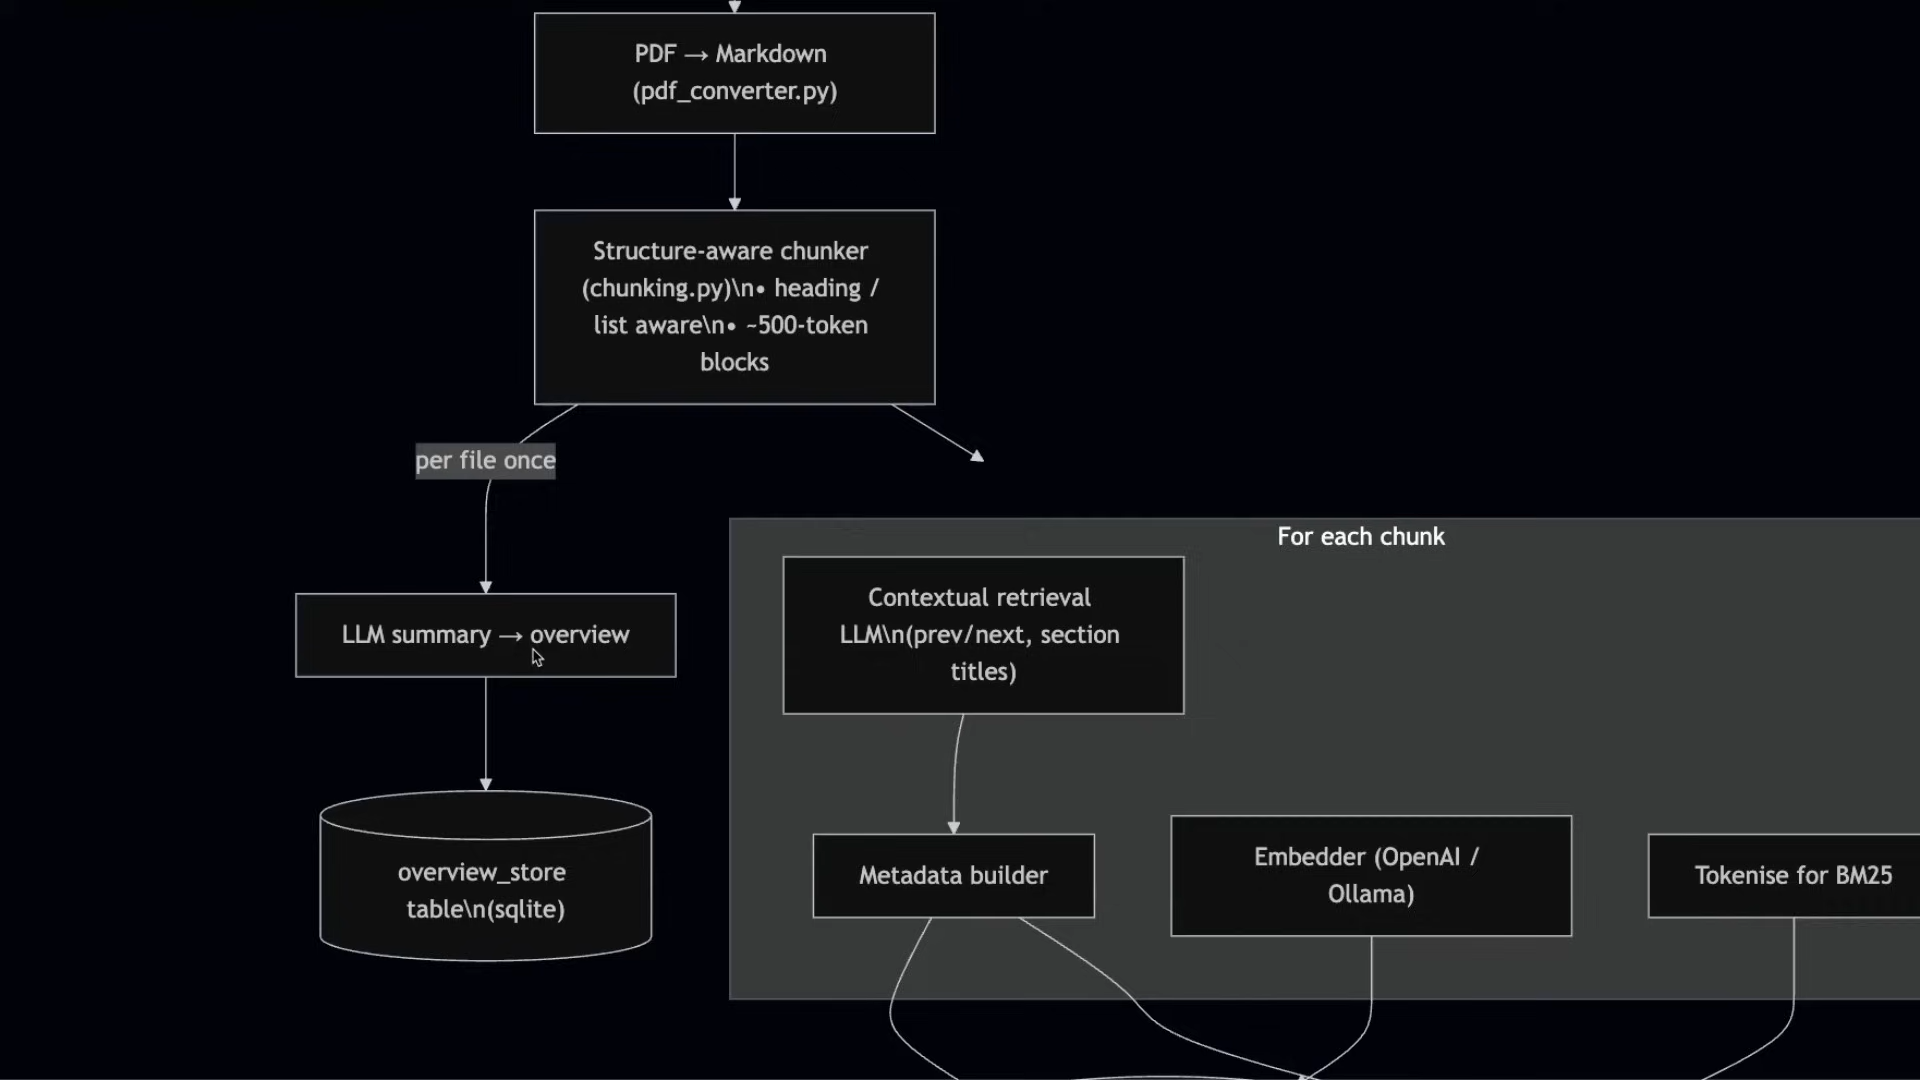 PDF → Markdown
(pdf_converter.py)
Structure-aware chunker
(chunking.py)\n• heading /
list aware\n• ~500-token
blocks
per file once
For each chunk
LLM summary → overview
Contextual retrieval
LLM\n(prev/next, section
titles)
overview_store
table\n(sqlite)
Metadata builder
Embedder (OpenAI /
Ollama)
Tokenise for BM25